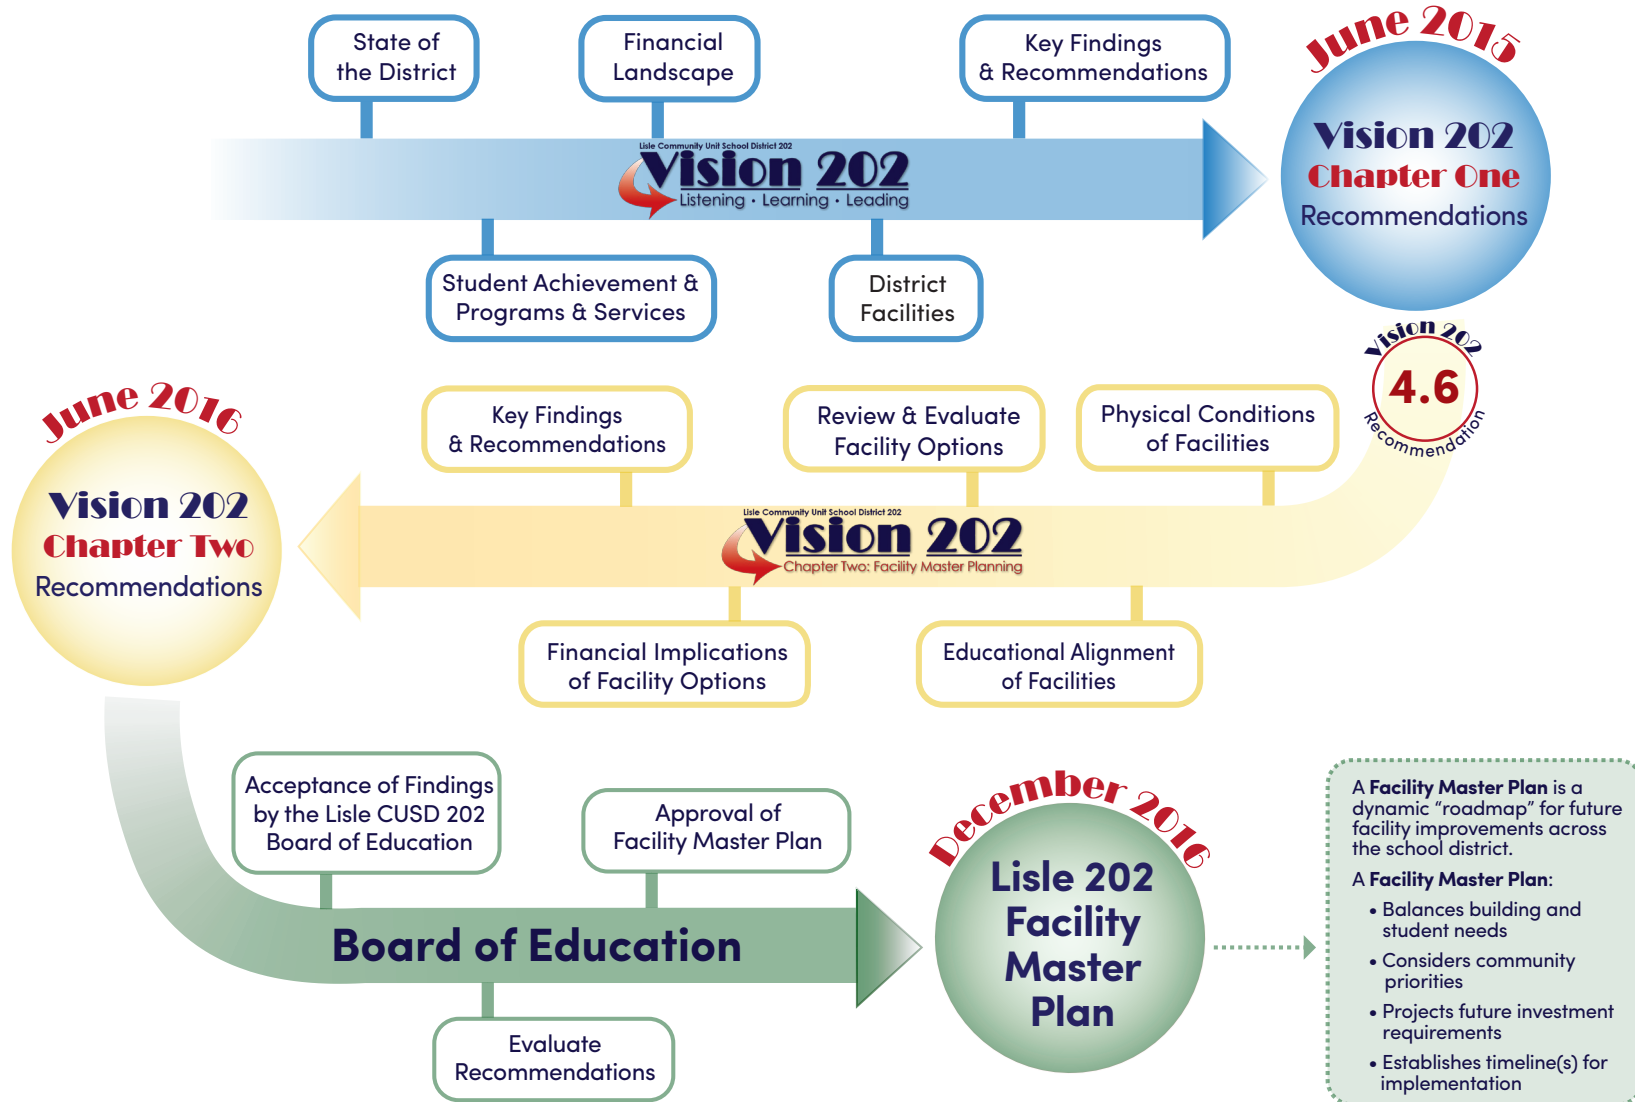 State of
the District
Financial
Landscape
Key Findings
& Recommendations
June 2015
Vision 202
Chapter One
Recommendations
Lisle Community Unit School District 202
Vision 202
Listening • Learning • Leading
Student Achievement &
Programs & Services
District
Facilities
Vision 202
4.6
Recommendation
Physical Conditions
of Facilities
Review & Evaluate
Facility Options
Key Findings
& Recommendations
Lisle Community Unit School District 202
Vision 202
Chapter Two: Facility Master Planning
Educational Alignment
of Facilities
Financial Implications
of Facility Options
June 2016
Vision 202
Chapter Two
Recommendations
Acceptance of Findings
by the Lisle CUSD 202
Board of Education
Approval of
Facility Master Plan
Board of Education
Evaluate
Recommendations
December 2016
Lisle 202
Facility
Master
Plan
A Facility Master Plan is a
dynamic “roadmap” for future
facility improvements across
the school district.
A Facility Master Plan:
• Balances building and
student needs
• Considers community
priorities
• Projects future investment
requirements
• Establishes timeline(s) for
implementation